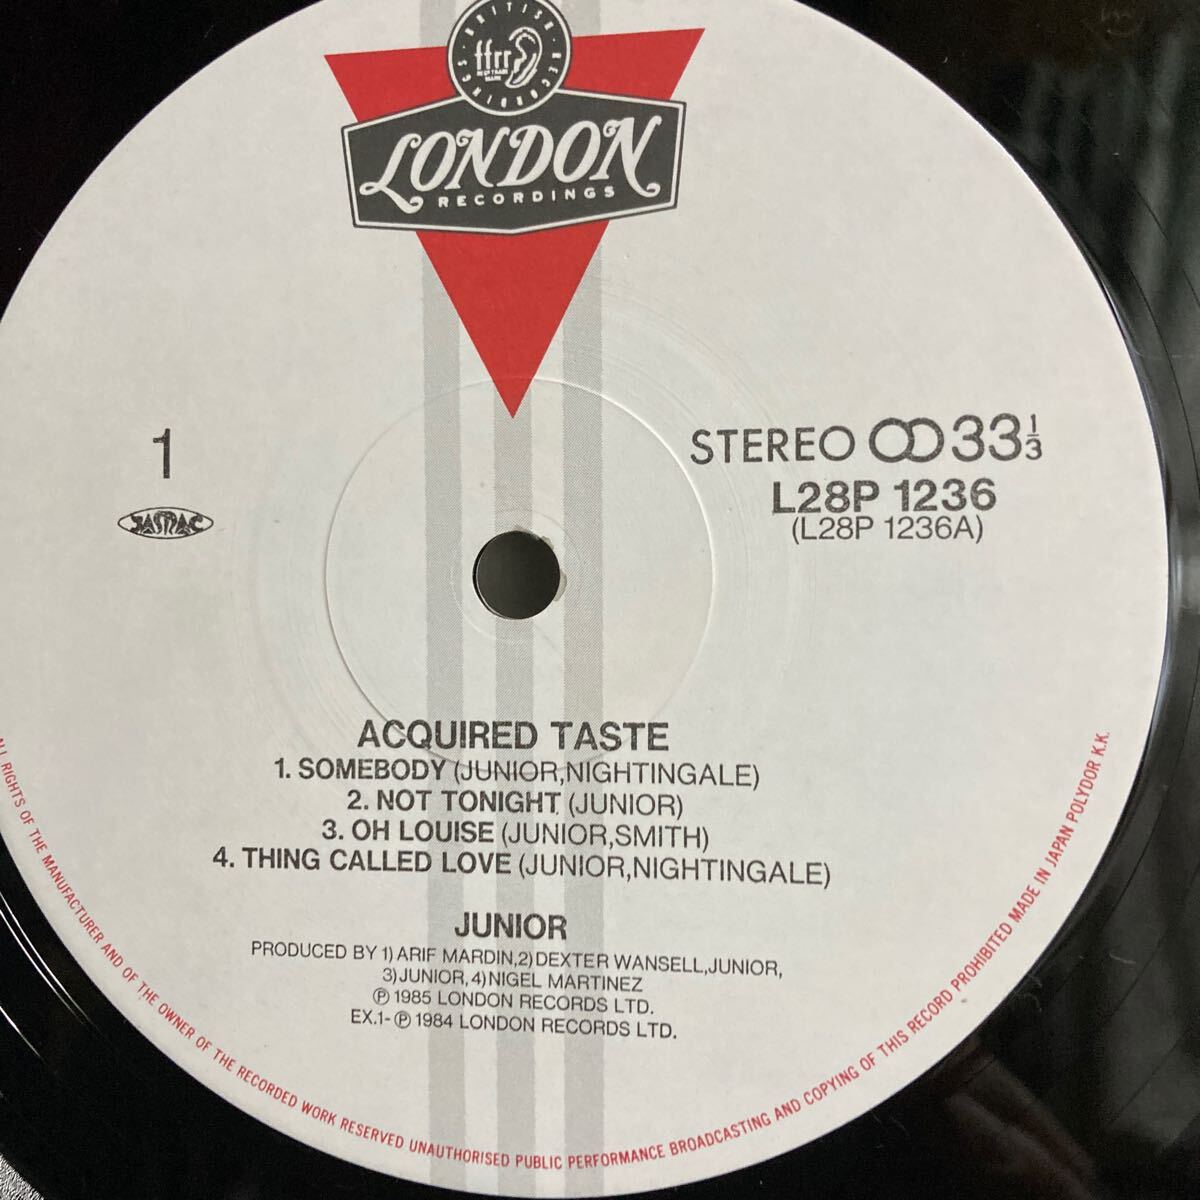 BRITISH RECORDINGS
ffrr
LONDON
RECORDINGS
1
JASRAC
STEREO 33 1/3
L28P 1236
(L28P 1236A)
ACQUIRED TASTE
1. SOMEBODY (JUNIOR,NIGHTINGALE)
2. NOT TONIGHT (JUNIOR)
3. OH LOUISE (JUNIOR,SMITH)
4. THING CALLED LOVE (JUNIOR,NIGHTINGALE)
JUNIOR
PRODUCED BY 1) ARIF MARDIN,2) DEXTER WANSELL,JUNIOR,
3)JUNIOR, 4)NIGEL MARTINEZ
℗ 1985 LONDON RECORDS LTD.
EX.1-℗ 1984 LONDON RECORDS LTD.
ALL RIGHTS OF THE MANUFACTURER AND OF THE OWNER OF THE RECORDED WORK RESERVED UNAUTHORISED PUBLIC PERFORMANCE BROADCASTING AND COPYING OF THIS RECORD PROHIBITED MADE IN JAPAN POLYDOR K.K.